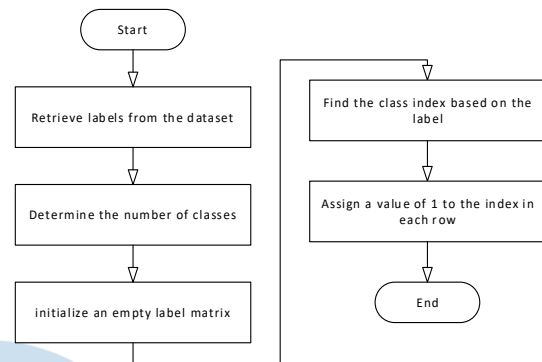 Start
Retrieve labels from the dataset
Determine the number of classes
initialize an empty label matrix
Find the class index based on the
label
Assign a value of 1 to the index in
each row
End